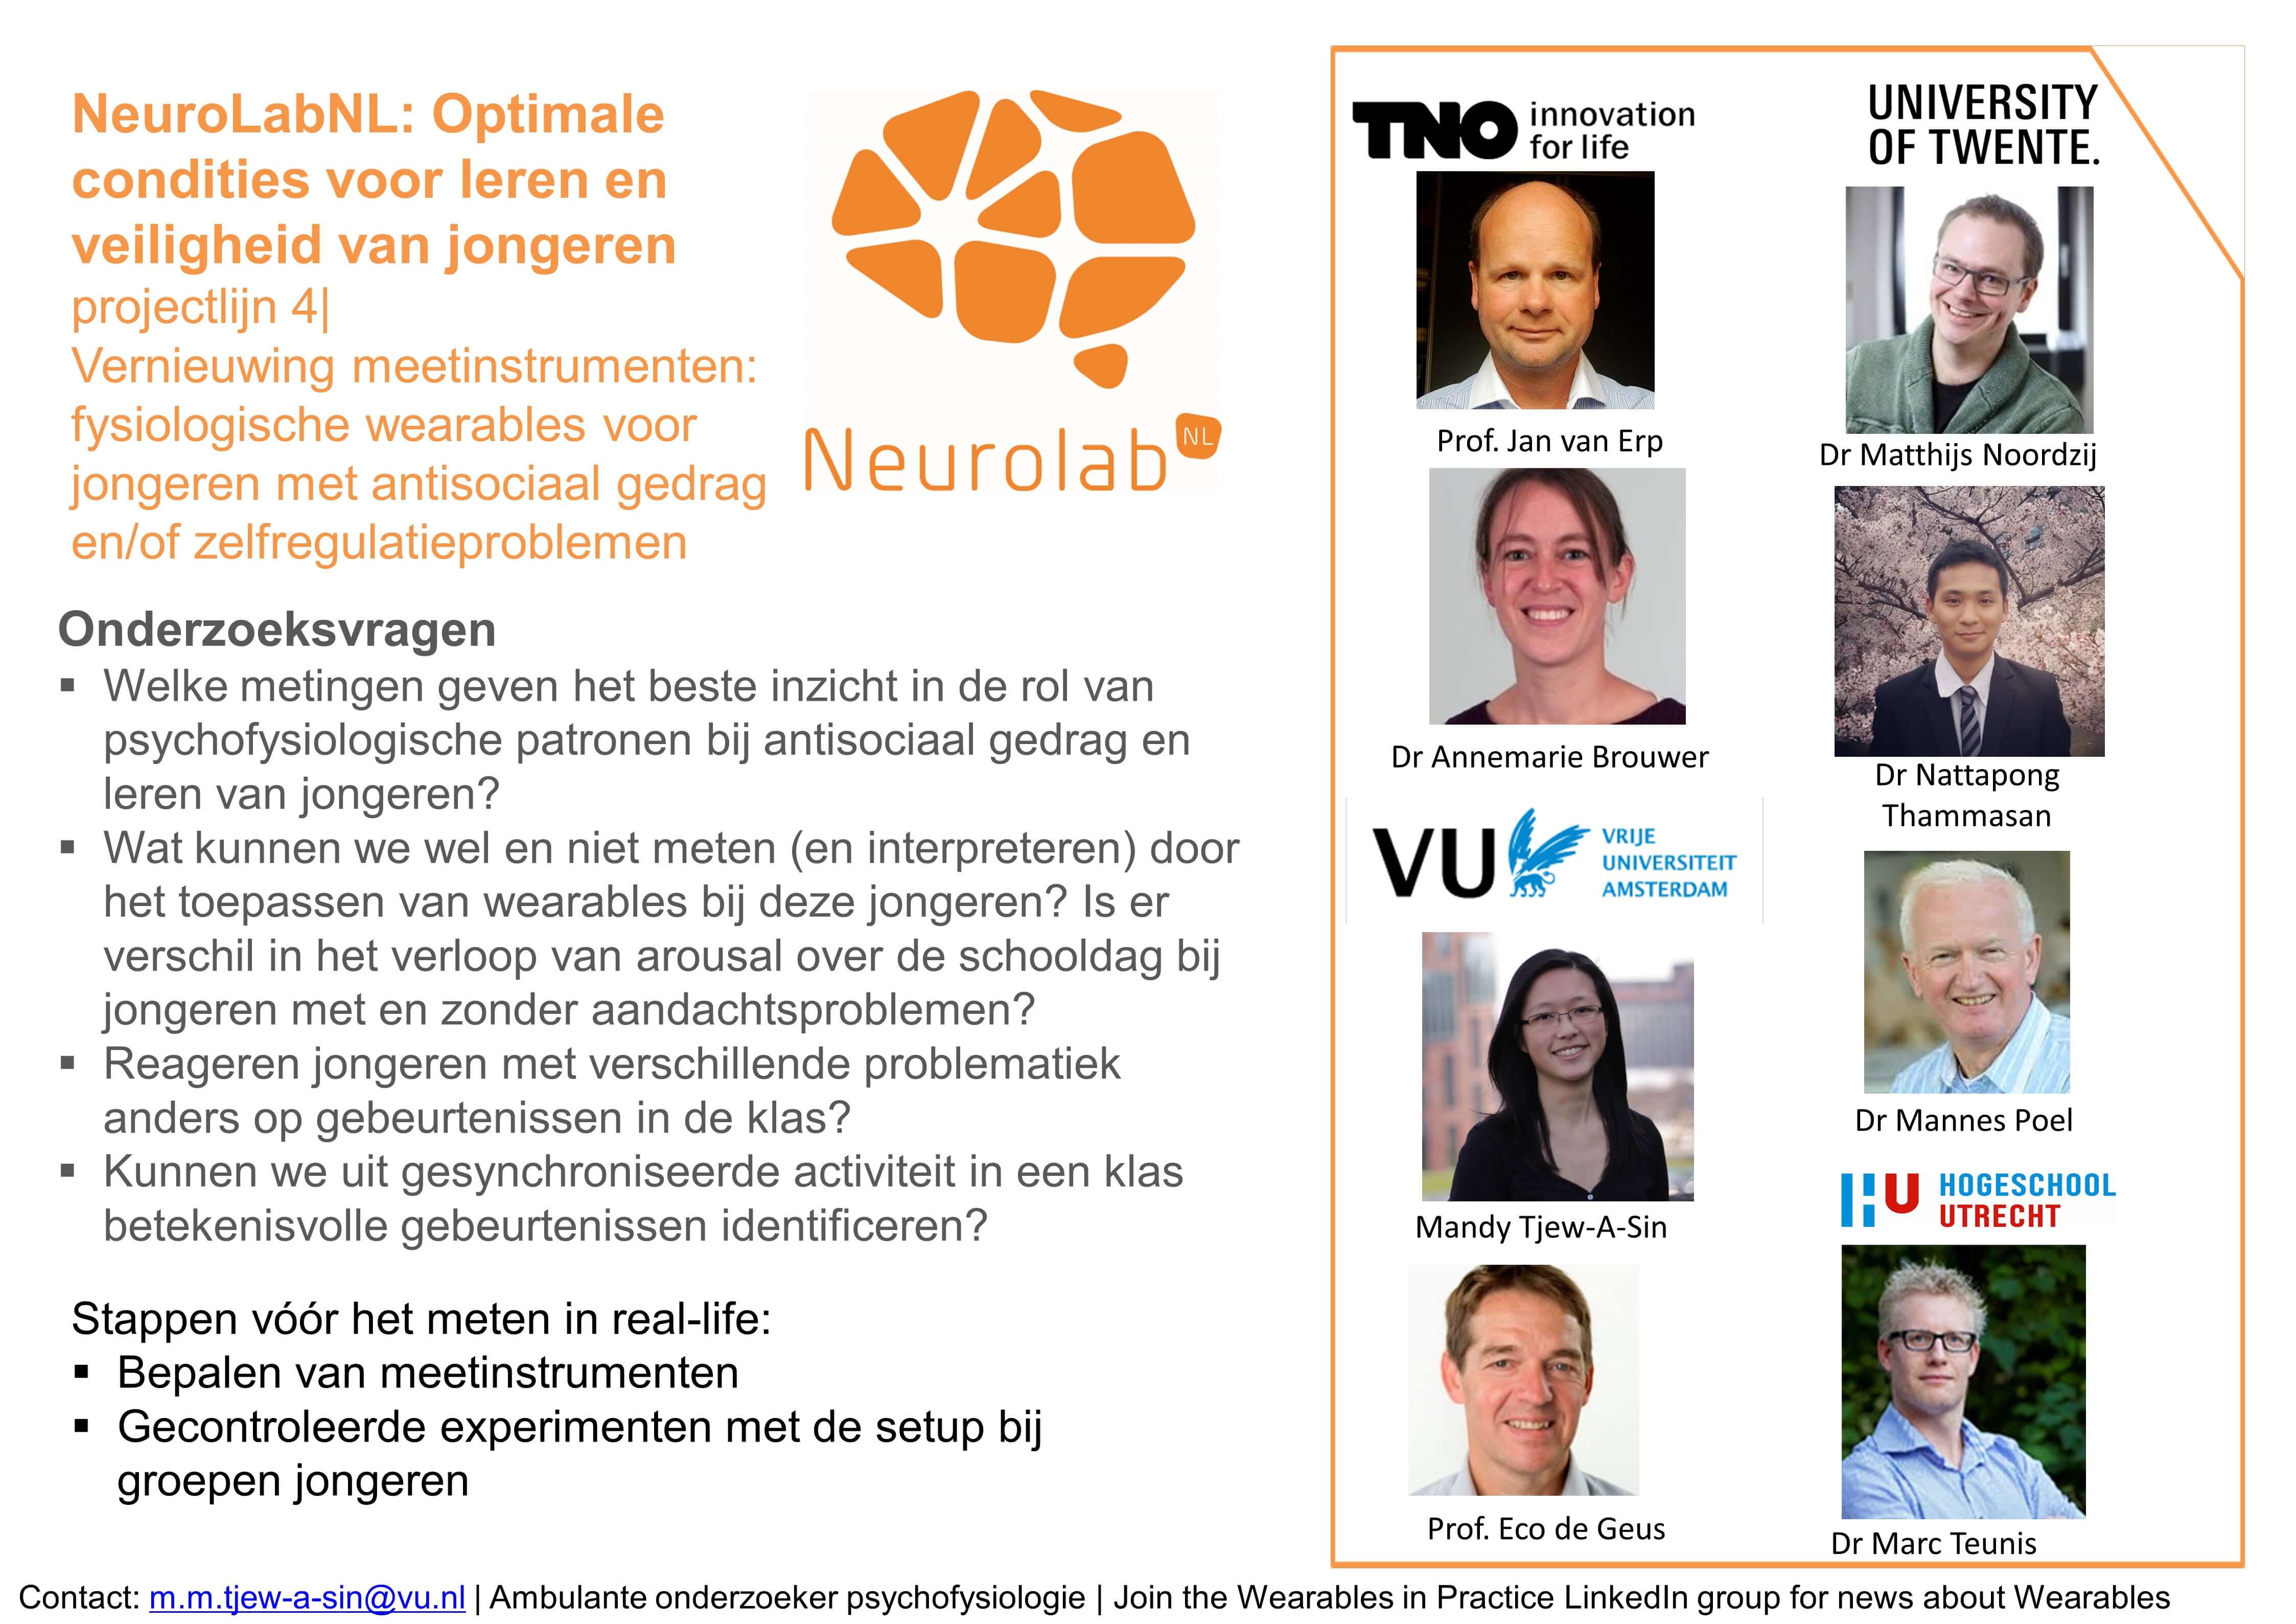 NeuroLabNL: Optimale
condities voor leren en
veiligheid van jongeren
projectlijn 4|
Vernieuwing meetinstrumenten:
fysiologische wearables voor
jongeren met antisociaal gedrag
en/of zelfregulatieproblemen
Neurolab NL
Onderzoeksvragen
▪ Welke metingen geven het beste inzicht in de rol van
psychofysiologische patronen bij antisociaal gedrag en
leren van jongeren?
▪ Wat kunnen we wel en niet meten (en interpreteren) door
het toepassen van wearables bij deze jongeren? Is er
verschil in het verloop van arousal over de schooldag bij
jongeren met en zonder aandachtsproblemen?
▪ Reageren jongeren met verschillende problematiek
anders op gebeurtenissen in de klas?
▪ Kunnen we uit gesynchroniseerde activiteit in een klas
betekenisvolle gebeurtenissen identificeren?
Stappen vóór het meten in real-life:
▪ Bepalen van meetinstrumenten
▪ Gecontroleerde experimenten met de setup bij
groepen jongeren
TNO innovation
for life
Prof. Jan van Erp
Dr Annemarie Brouwer
VU VRIJE
UNIVERSITEIT
AMSTERDAM
Mandy Tjew-A-Sin
Prof. Eco de Geus
UNIVERSITY
OF TWENTE.
Dr Matthijs Noordzij
Dr Nattapong
Thammasan
Dr Mannes Poel
HU HOGESCHOOL
UTRECHT
Dr Marc Teunis
Contact: m.m.tjew-a-sin@vu.nl | Ambulante onderzoeker psychofysiologie | Join the Wearables in Practice LinkedIn group for news about Wearables